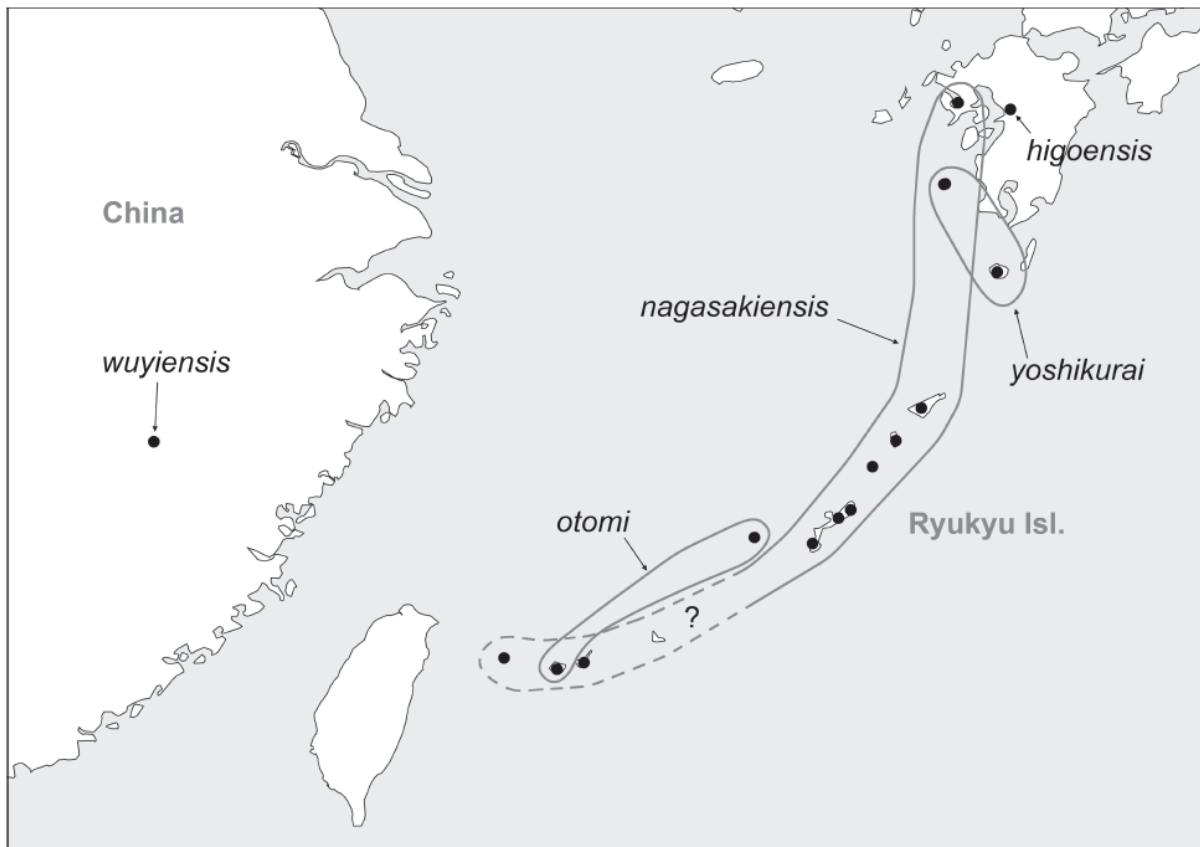 higoensis
China
nagasakiensis
wuyiensis
yoshikurai
otomi
Ryukyu Isl.
?